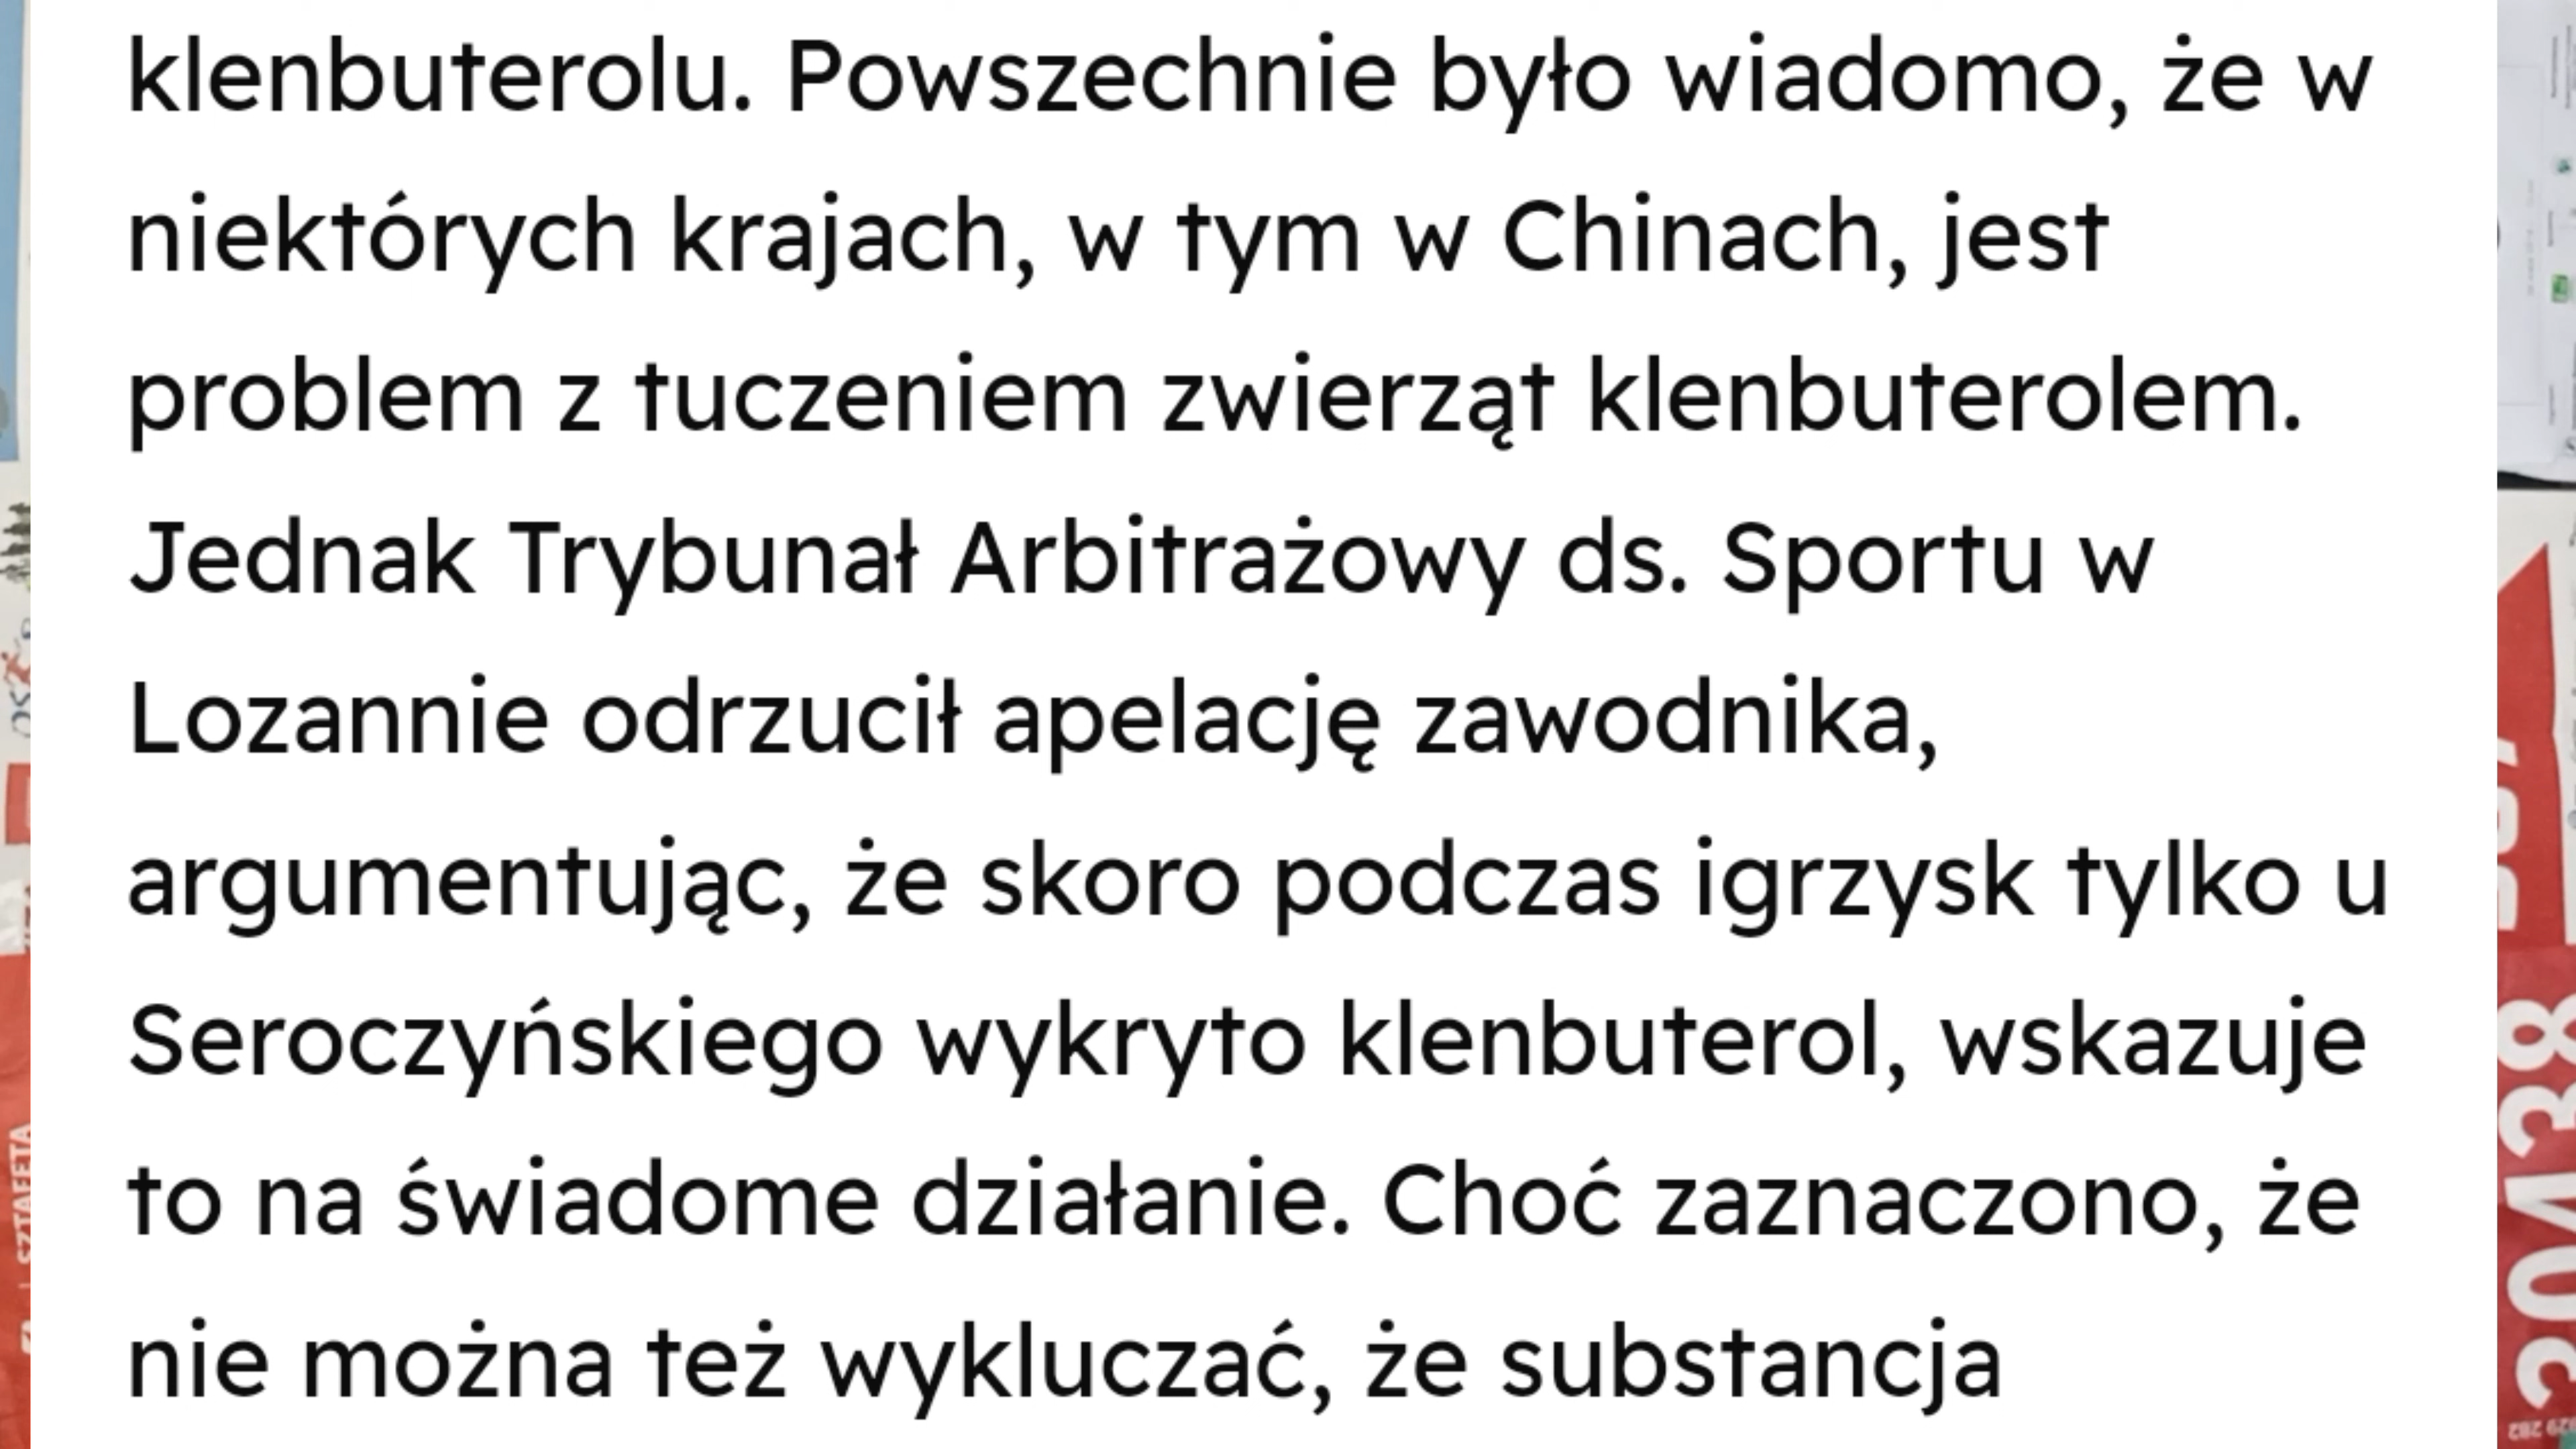 klenbuterolu. Powszechnie było wiadomo, że w
niektórych krajach, w tym w Chinach, jest
problem z tuczeniem zwierząt klenbuterolem.
Jednak Trybunał Arbitrażowy ds. Sportu w
Lozannie odrzucił apelację zawodnika,
argumentując, że skoro podczas igrzysk tylko u
Seroczyńskiego wykryto klenbuterol, wskazuje
to na świadome działanie. Choć zaznaczono, że
nie można też wykluczać, że substancja
SZTAFETA